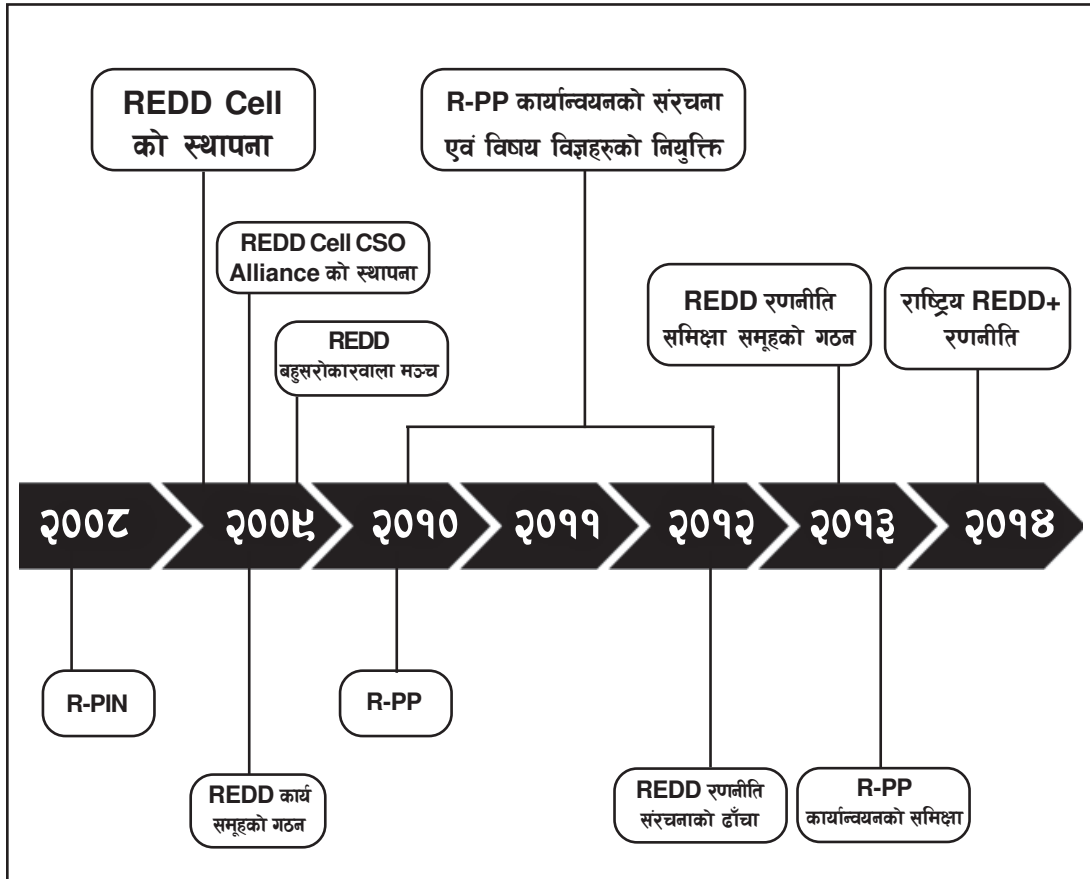 REDD Cell
को स्थापना
R-PP कार्यान्वयनको संरचना
एवं विषय विज्ञहरुको नियुक्ति
REDD Cell CSO
Alliance को स्थापना
REDD
बहुसरोकारवाला मञ्च
REDD रणनीति
समिक्षा समूहको गठन
राष्ट्रिय REDD+
रणनीति
२००८
२००९
२०१०
२०११
२०१२
२०१३
२०१४
R-PIN
R-PP
REDD कार्य
समूहको गठन
REDD रणनीति
संरचनाको ढाँचा
R-PP
कार्यान्वयनको समिक्षा